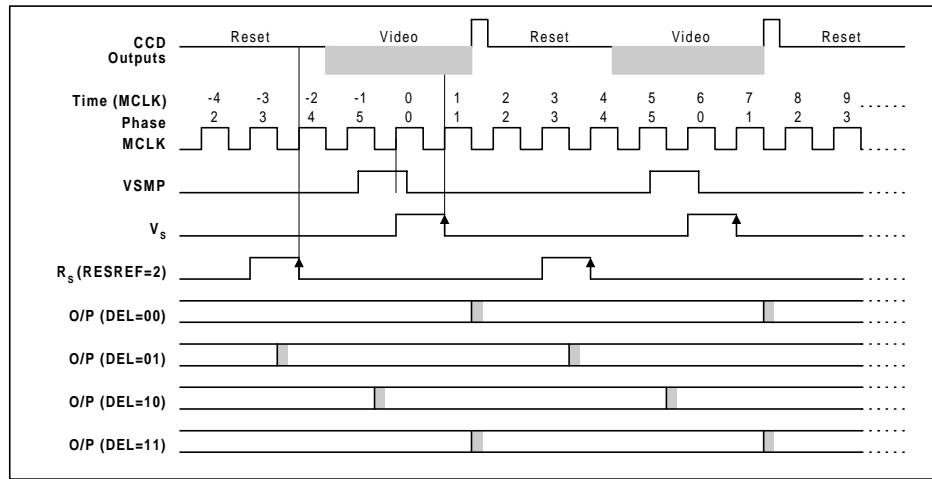 CCD Outputs Reset Video Reset Video Reset
Time (MCLK) -4 -3 -2 -1 0 1 2 3 4 5 6 7 8 9
Phase 2 3 4 5 0 1 2 3 4 5 0 1 2 3
MCLK
VSMP
VS
RS (RESREF=2)
O/P (DEL=00)
O/P (DEL=01)
O/P (DEL=10)
O/P (DEL=11)